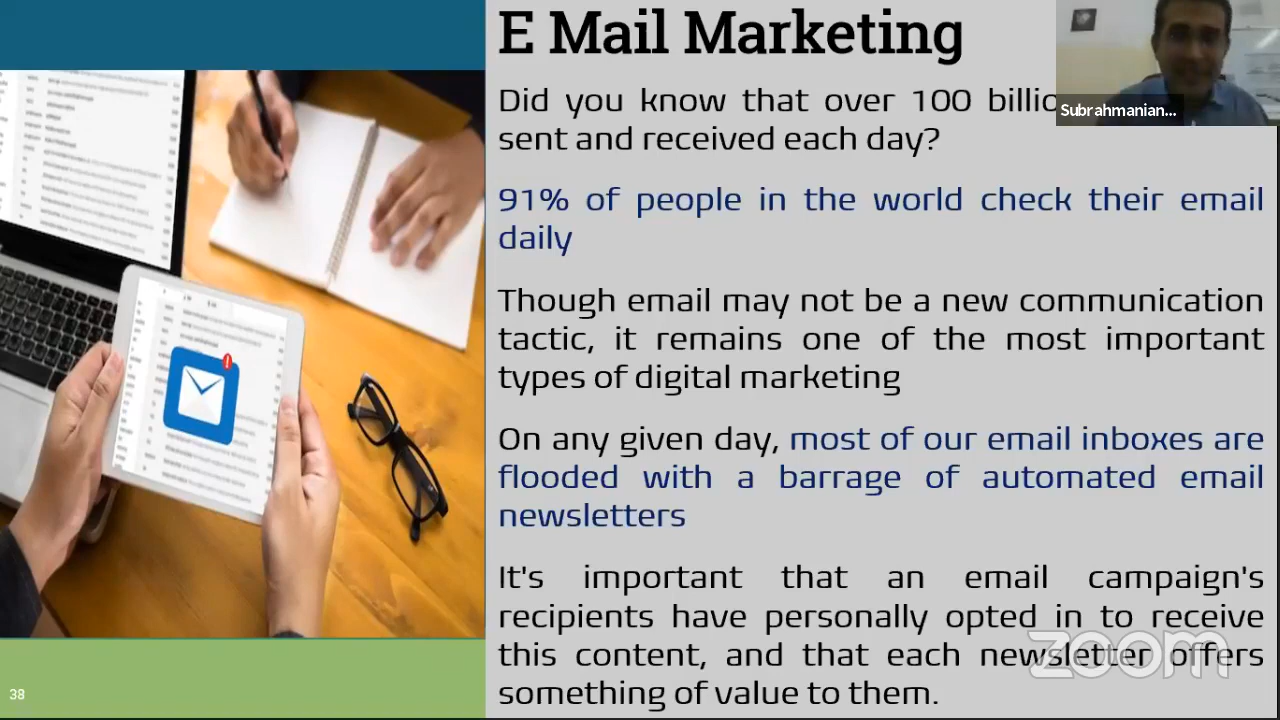 E Mail Marketing
Did you know that over 100
sent and received each day?
91% of people in the world check their email
daily
Though email may not be a new communication
tactic, it remains one of the most important
types of digital marketing
On any given day, most of our email inboxes are
flooded with a barrage of automated email
newsletters
It's important that an email campaign's
recipients have personally opted in to receive
this content, and that each newsletter offers
something of value to them.
Subrahmanian...
zoom
38